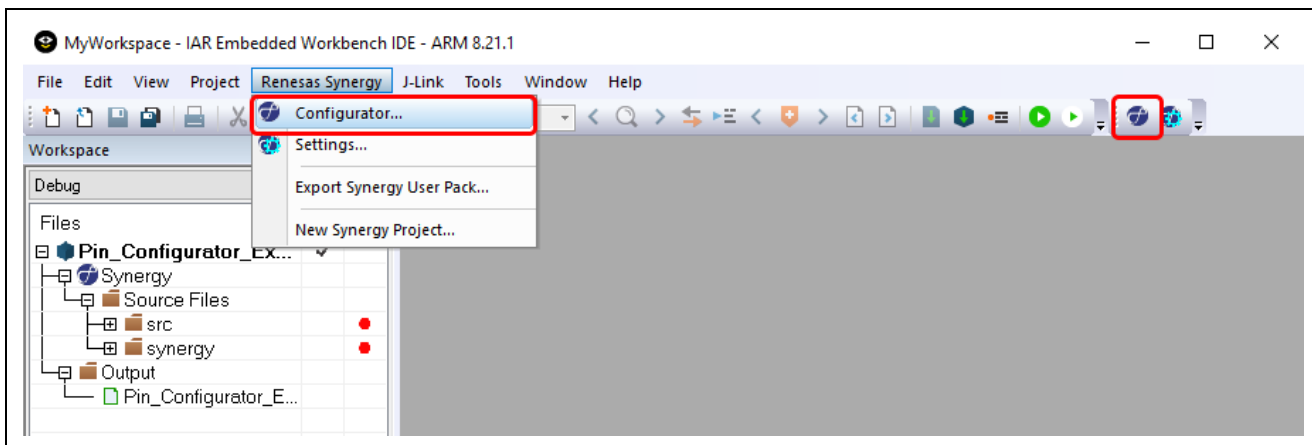 MyWorkspace - IAR Embedded Workbench IDE - ARM 8.21.1
File Edit View Project Renesas Synergy J-Link Tools Window Help
Configurator...
Workspace
Settings...
Debug
Export Synergy User Pack...
Files
New Synergy Project...
Pin_Configurator_Ex...
Synergy
Source Files
src
synergy
Output
Pin_Configurator_E...